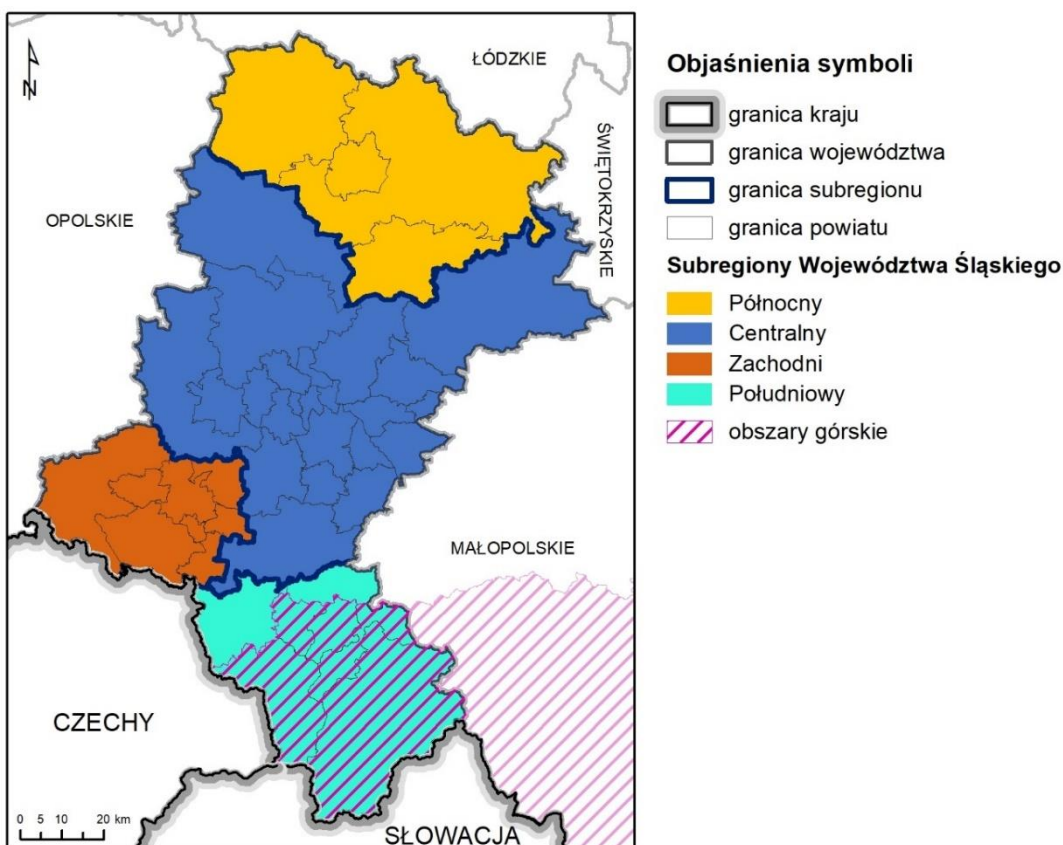 N
ŁÓDZKIE
ŚWIĘTOKRZYSKIE
OPOLSKIE
MAŁOPOLSKIE
CZECHY
SŁOWACJA
0 5 10 20 km
Objaśnienia symboli
granica kraju
granica województwa
granica subregionu
granica powiatu
Subregiony Województwa Śląskiego
Północny
Centralny
Zachodni
Południowy
obszary górskie